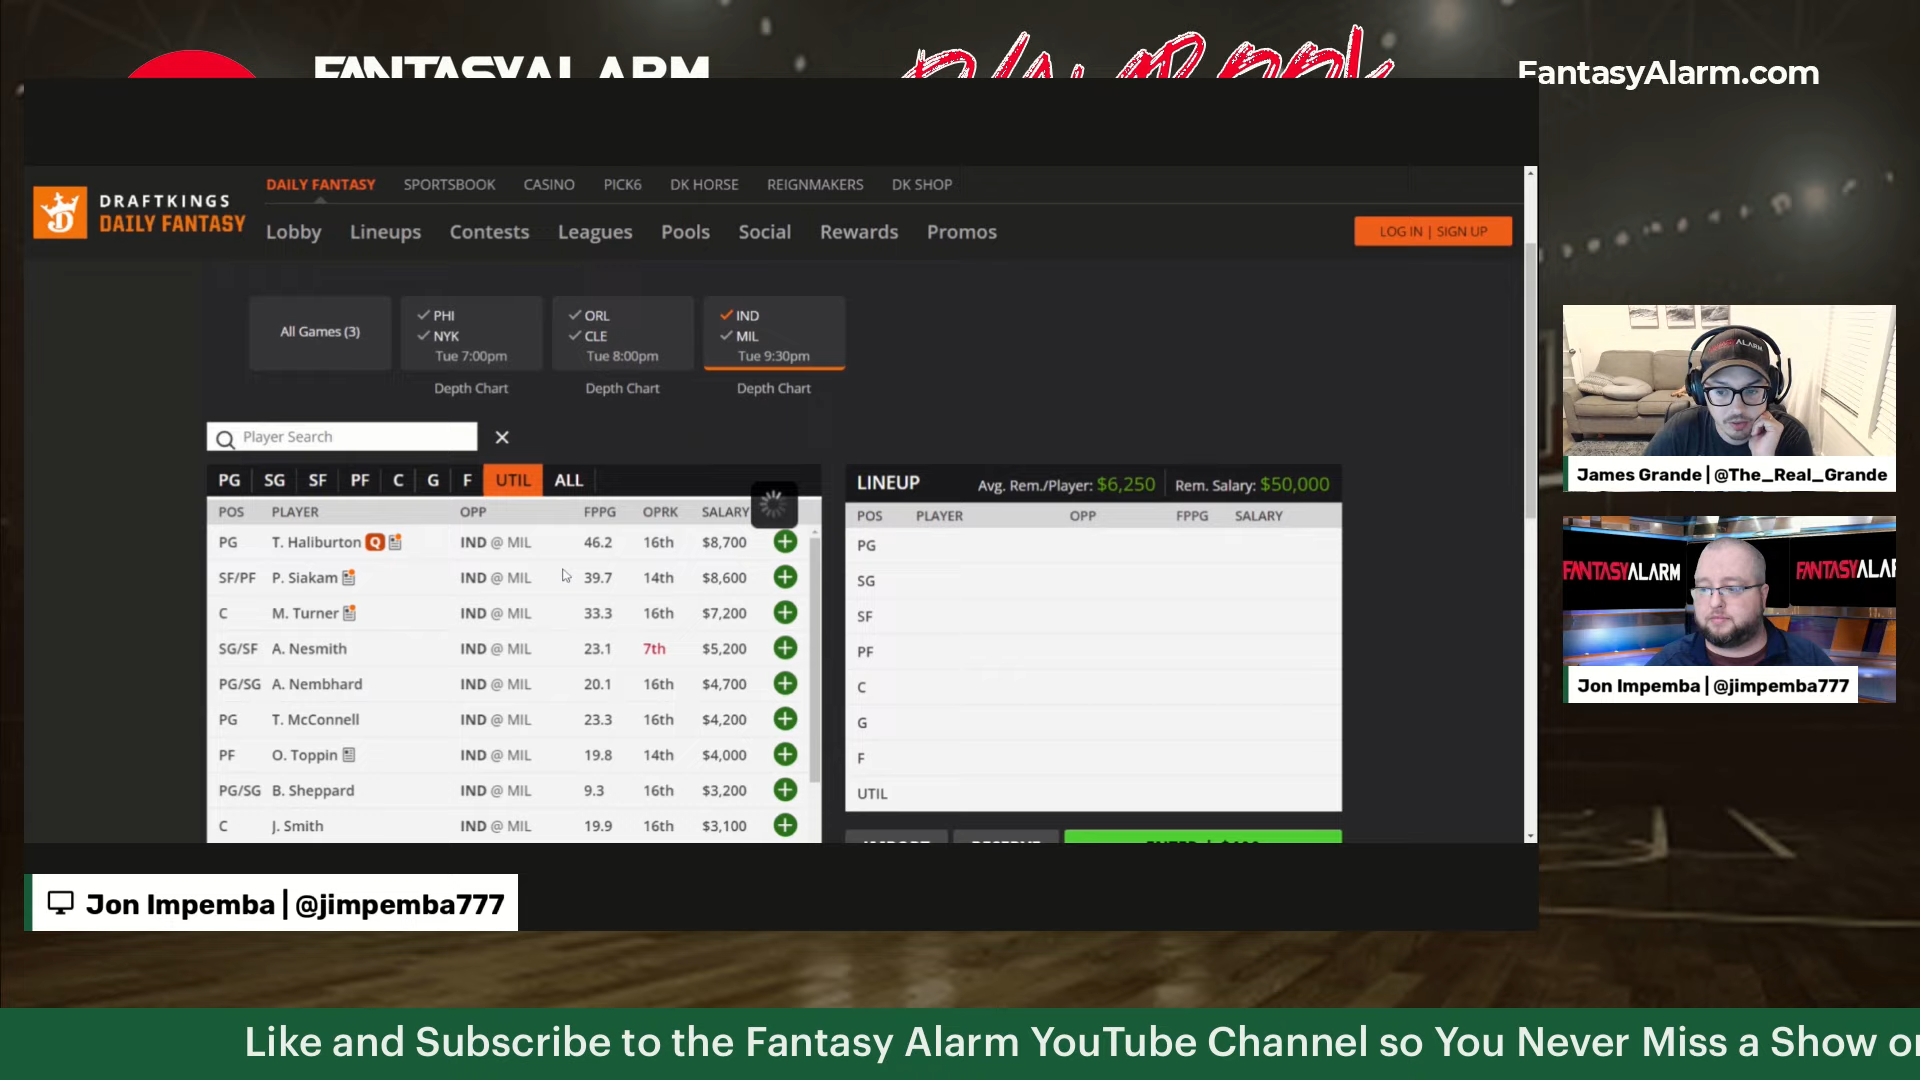 FANTASYALARM
PLAYBOOK
FantasyAlarm.com
DRAFTKINGS
DAILY FANTASY
DAILY FANTASY SPORTSBOOK CASINO PICK6 DK HORSE REIGNMAKERS DK SHOP
Lobby Lineups Contests Leagues Pools Social Rewards Promos
LOG IN | SIGN UP
All Games (3)
PHI
NYK
Tue 7:00pm
Depth Chart
ORL
CLE
Tue 8:00pm
Depth Chart
IND
MIL
Tue 9:30pm
Depth Chart
Player Search
PG SG SF PF C G F UTIL ALL
POS PLAYER OPP FPPG OPRK SALARY
PG T. Haliburton Q IND @ MIL 46.2 16th $8,700
SF/PF P. Siakam IND @ MIL 39.7 14th $8,600
C M. Turner IND @ MIL 33.3 16th $7,200
SG/SF A. Nesmith IND @ MIL 23.1 7th $5,200
PG/SG A. Nembhard IND @ MIL 20.1 16th $4,700
PG T. McConnell IND @ MIL 23.3 16th $4,200
PF O. Toppin IND @ MIL 19.8 14th $4,000
PG/SG B. Sheppard IND @ MIL 9.3 16th $3,200
C J. Smith IND @ MIL 19.9 16th $3,100
LINEUP Avg. Rem./Player: $6,250 Rem. Salary: $50,000
POS PLAYER OPP FPPG SALARY
PG
SG
SF
PF
C
G
F
UTIL
IMPORT RESERVE
ALARM
James Grande | @The_Real_Grande
FANTASYALARM FANTASYALAR
Jon Impemba | @jimpemba777
Jon Impemba | @jimpemba777
Like and Subscribe to the Fantasy Alarm YouTube Channel so You Never Miss a Show or